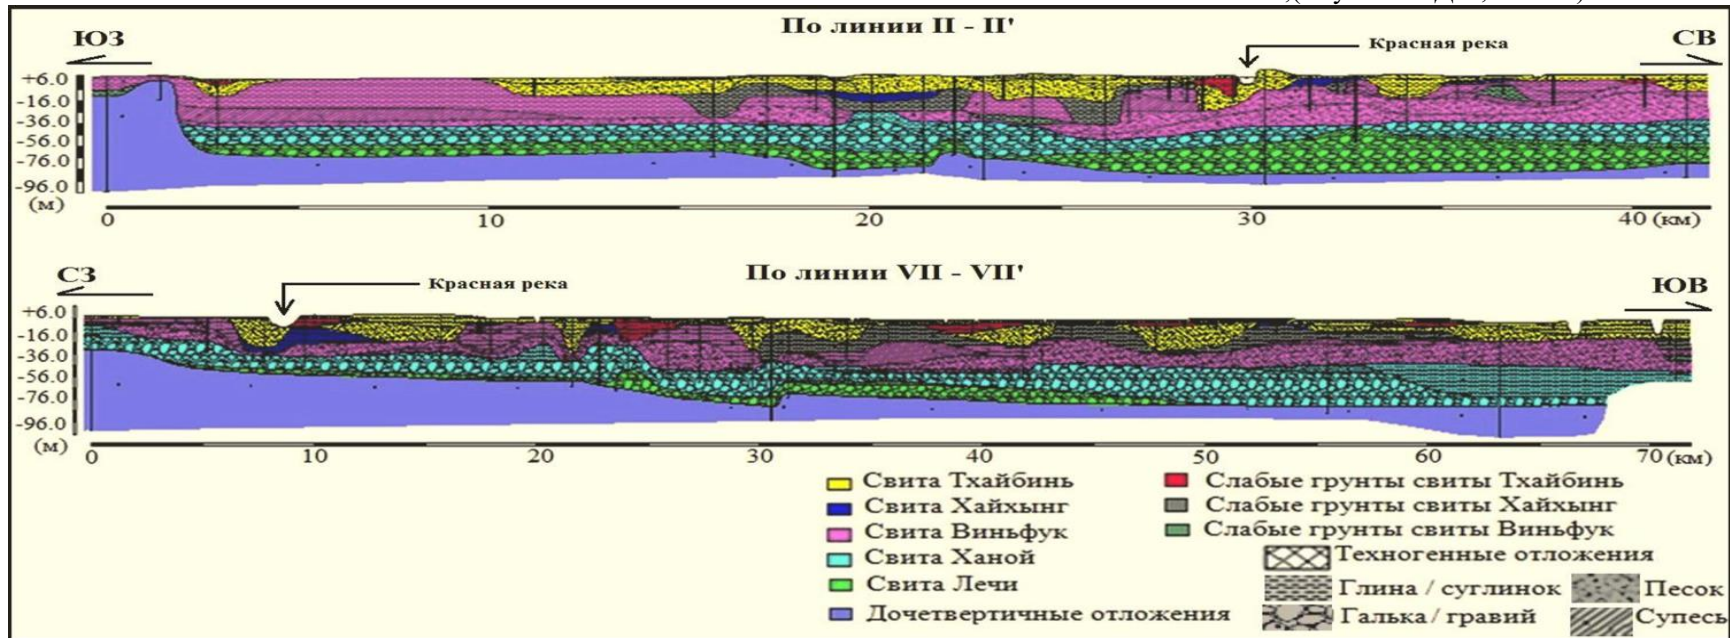 По линии II - II'
ЮЗ
Красная река
СВ
+6.0
-16.0
-36.0
-56.0
-76.0
-96.0
(м)
0 10 20 30 40 (км)
По линии VII - VII'
СЗ
Красная река
ЮВ
+6.0
-16.0
-36.0
-56.0
-76.0
-96.0
(м)
0 10 20 30 40 50 60 70 (км)
Свита Тхайбинь
Свита Хайхынг
Свита Виньфук
Свита Ханой
Свита Лечи
Дочетвертичные отложения
Слабые грунты свиты Тхайбинь
Слабые грунты свиты Хайхынг
Слабые грунты свиты Виньфук
Техногенные отложения
Глина / суглинок
Песок
Галька / гравий
Супесь